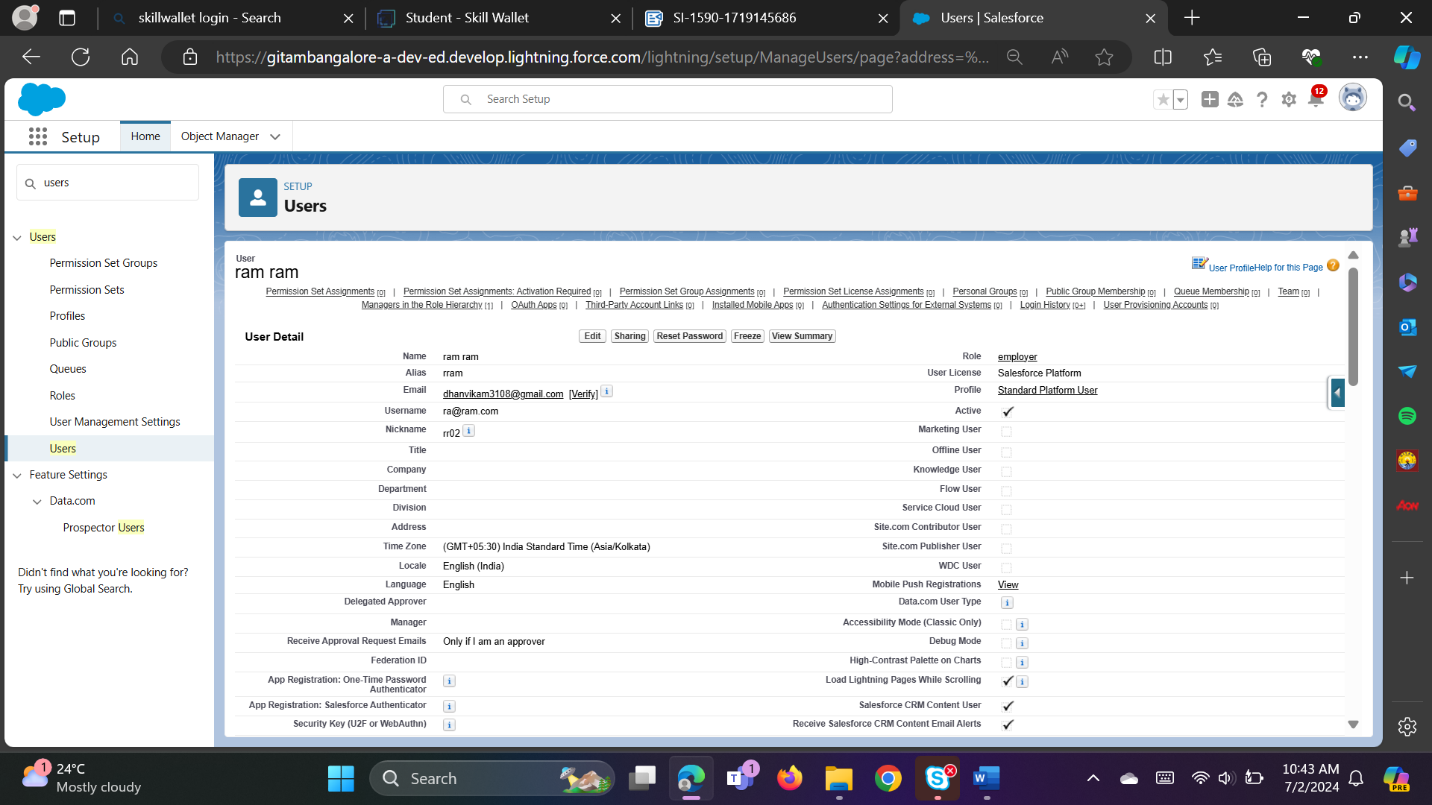 skillwallet login - Search
Student - Skill Wallet
SI-1590-1719145686
Users | Salesforce
https://gitambangalore-a-dev-ed.develop.lightning.force.com/lightning/setup/ManageUsers/page?address=%...
Search Setup
12
Setup
Home
Object Manager
users
Users
Permission Set Groups
Permission Sets
Profiles
Public Groups
Queues
Roles
User Management Settings
Users
Feature Settings
Data.com
Prospector Users
Didn't find what you're looking for?
Try using Global Search.
SETUP
Users
User
ram ram
User Profile Help for this Page
Permission Set Assignments [0] | Permission Set Assignments: Activation Required [0] | Permission Set Group Assignments [0] | Permission Set License Assignments [0] | Personal Groups [0] | Public Group Membership [0] | Queue Membership [0] | Team [0] |
Managers in the Role Hierarchy [1] | OAuth Apps [0] | Third-Party Account Links [0] | Installed Mobile Apps [0] | Authentication Settings for External Systems [0] | Login History [0+] | User Provisioning Accounts [0]
User Detail
Edit Sharing Reset Password Freeze View Summary
Name ram ram Role employer
Alias rram User License Salesforce Platform
Email dhanvikam3108@gmail.com [Verify] i Profile Standard Platform User
Username ra@ram.com Active
Nickname rr02 i Marketing User
Title Offline User
Company Knowledge User
Department Flow User
Division Service Cloud User
Address Site.com Contributor User
Time Zone (GMT+05:30) India Standard Time (Asia/Kolkata) Site.com Publisher User
Locale English (India) WDC User
Language English Mobile Push Registrations View
Delegated Approver Data.com User Type i
Manager Accessibility Mode (Classic Only) i
Receive Approval Request Emails Only if I am an approver Debug Mode i
Federation ID High-Contrast Palette on Charts i
App Registration: One-Time Password Authenticator i Load Lightning Pages While Scrolling i
App Registration: Salesforce Authenticator i Salesforce CRM Content User
Security Key (U2F or WebAuthn) i Receive Salesforce CRM Content Email Alerts
AON
1
24°C
Mostly cloudy
Search
1
10:43 AM
7/2/2024
PRE